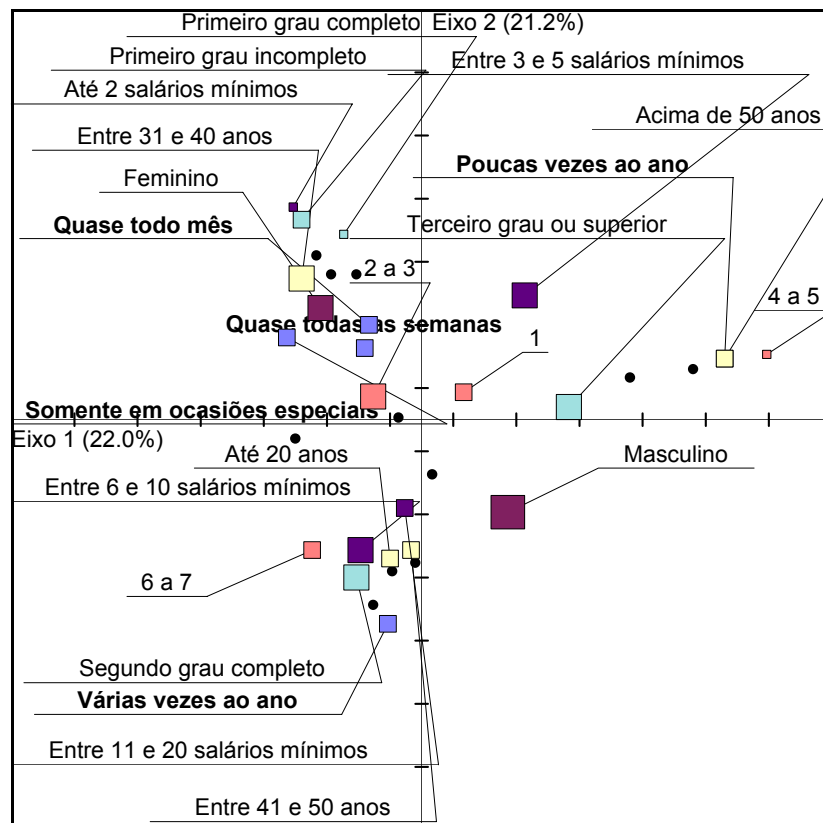 Primeiro grau completo
Eixo 2 (21.2%)
Primeiro grau incompleto
Entre 3 e 5 salários mínimos
Até 2 salários mínimos
Acima de 50 anos
Entre 31 e 40 anos
Poucas vezes ao ano
Feminino
Quase todo mês
Terceiro grau ou superior
2 a 3
4 a 5
Quase todas as semanas
1
Somente em ocasiões especiais
Eixo 1 (22.0%)
Até 20 anos
Masculino
Entre 6 e 10 salários mínimos
6 a 7
Segundo grau completo
Várias vezes ao ano
Entre 11 e 20 salários mínimos
Entre 41 e 50 anos